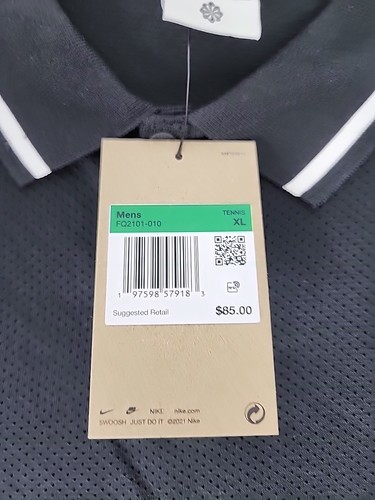 Mens TENNIS
FQ2101-010 XL
1 97598 57918 3
Suggested Retail $85.00
NIKE nike.com
SWOOSH JUST DO IT ©2021 Nike